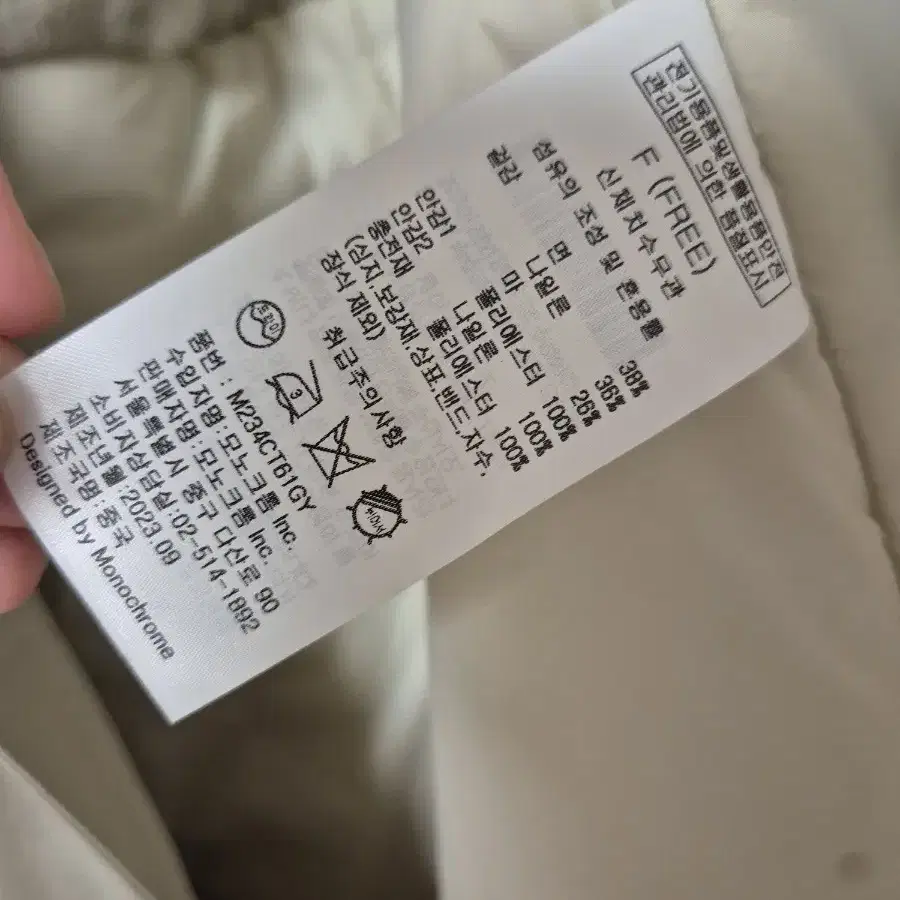 전기용품및생활용품안전
관리법에 의한 품질표시
F (FREE)
신체치수무관
섬유의 조성 및 혼용률
겉감 면 38%
나일론 36%
마 26%
안감1 폴리에스터 100%
안감2 나일론 100%
충전재 폴리에스터 100%
(심지.보강재.상표.밴드.자수.
장식 제외)
취급주의사항
드라이
품번 : M234CT61GY
수입자명 : 모노크롬 Inc.
판매자명 : 모노크롬 Inc.
서울특별시 중구 다산로 90
소비자상담실 :02-514-1892
제조년월 :2023.09
제조국명 :중국
Designed by Monochrome